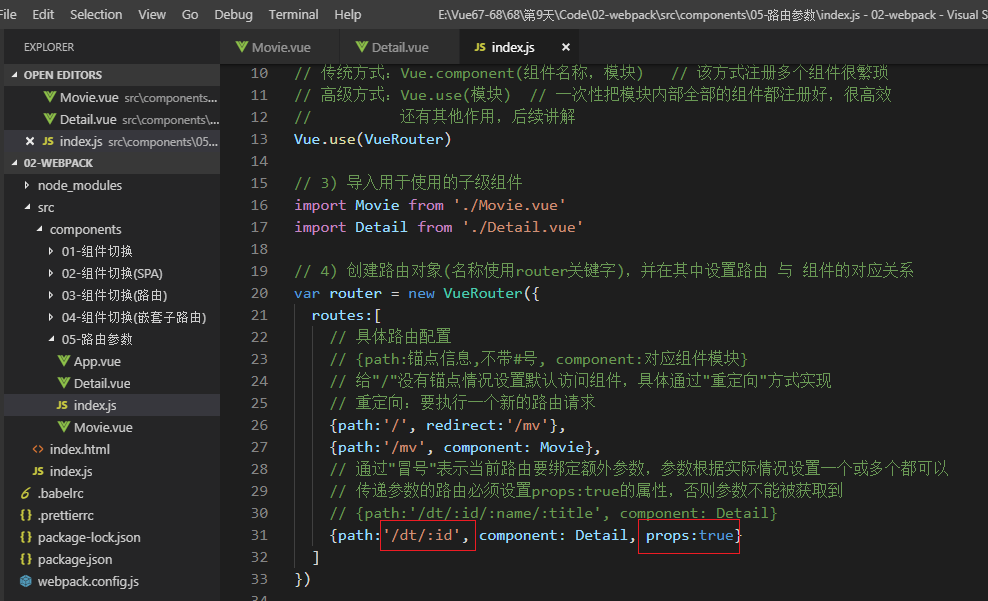 File Edit Selection View Go Debug Terminal Help E:\Vue67-68\68\第9天\Code\02-webpack\src\components\05-路由参数\index.js - 02-webpack - Visual S
EXPLORER
Movie.vue Detail.vue JS index.js ×
OPEN EDITORS
Movie.vue src\components...
Detail.vue src\components\...
× JS index.js src\components\05...
02-WEBPACK
node_modules
src
components
01-组件切换
02-组件切换(SPA)
03-组件切换(路由)
04-组件切换(嵌套子路由)
05-路由参数
App.vue
Detail.vue
JS index.js
Movie.vue
<> index.html
JS index.js
6 .babelrc
{} .prettierrc
{} package-lock.json
{} package.json
webpack.config.js
10 // 传统方式：Vue.component(组件名称，模块) // 该方式注册多个组件很繁琐
11 // 高级方式：Vue.use(模块) // 一次性把模块内部全部的组件都注册好，很高效
12 // 还有其他作用，后续讲解
13 Vue.use(VueRouter)
14
15 // 3) 导入用于使用的子级组件
16 import Movie from './Movie.vue'
17 import Detail from './Detail.vue'
18
19 // 4) 创建路由对象(名称使用router关键字)，并在其中设置路由 与 组件的对应关系
20 var router = new VueRouter({
21 routes:[
22 // 具体路由配置
23 // {path:锚点信息,不带#号, component:对应组件模块}
24 // 给"/"没有锚点情况设置默认访问组件，具体通过"重定向"方式实现
25 // 重定向：要执行一个新的路由请求
26 {path:'/', redirect:'/mv'},
27 {path:'/mv', component: Movie},
28 // 通过"冒号"表示当前路由要绑定额外参数，参数根据实际情况设置一个或多个都可以
29 // 传递参数的路由必须设置props:true的属性，否则参数不能被获取到
30 // {path:'/dt/:id/:name/:title', component: Detail}
31 {path:'/dt/:id', component: Detail, props:true}
32 ]
33 })
34